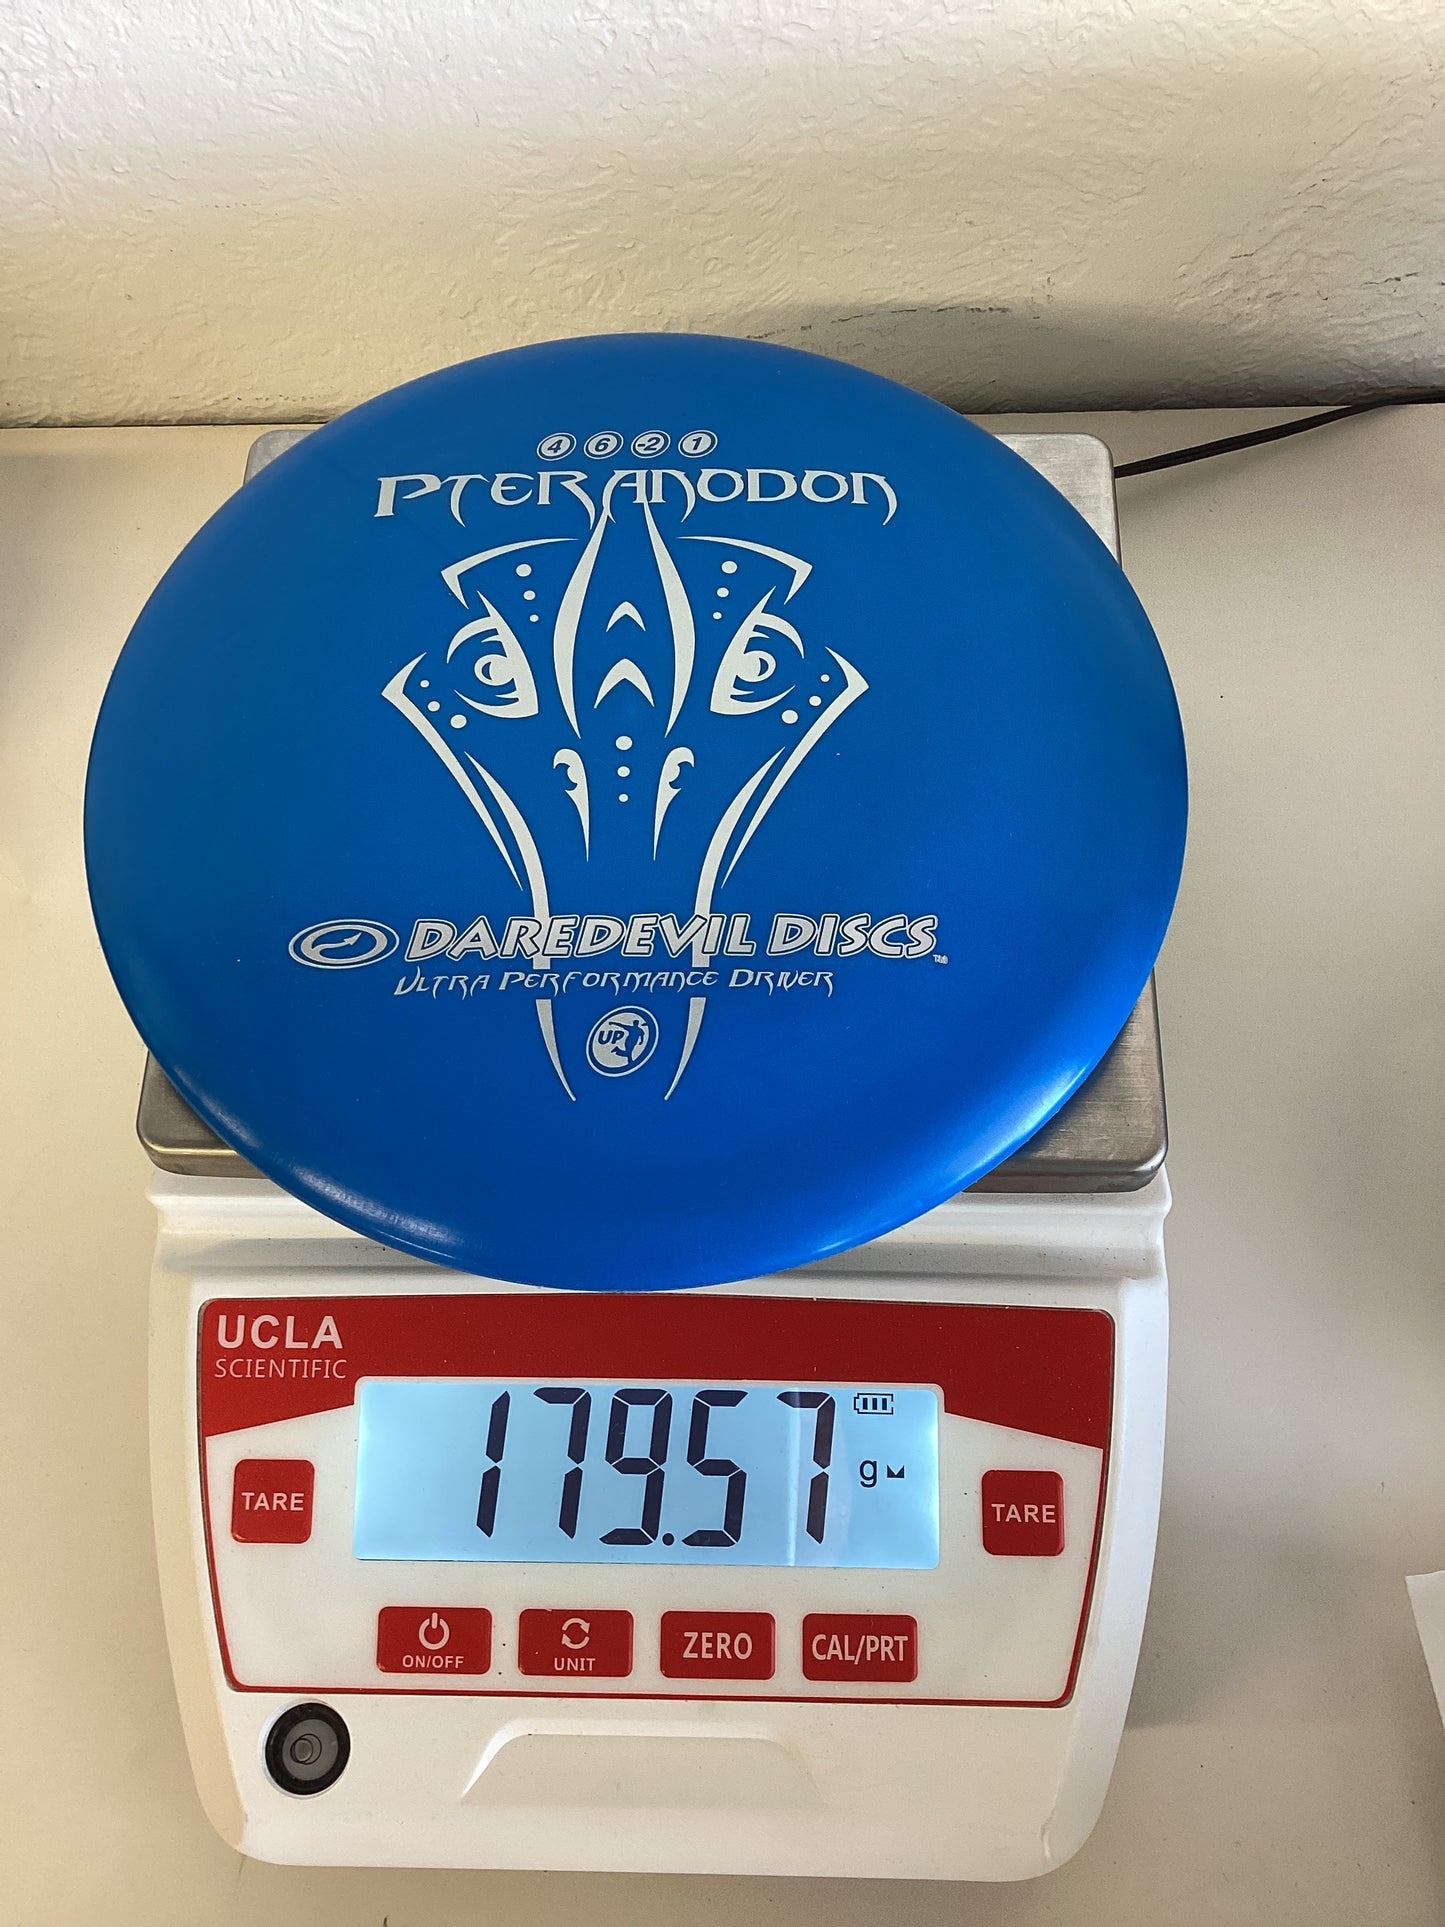 4 6 -2 1
PTERANODON
DAREDEVIL DISCS™
ULTRA PERFORMANCE DRIVER
UP
UCLA
SCIENTIFIC
179.57 g
TARE
TARE
ON/OFF
UNIT
ZERO
CAL/PRT